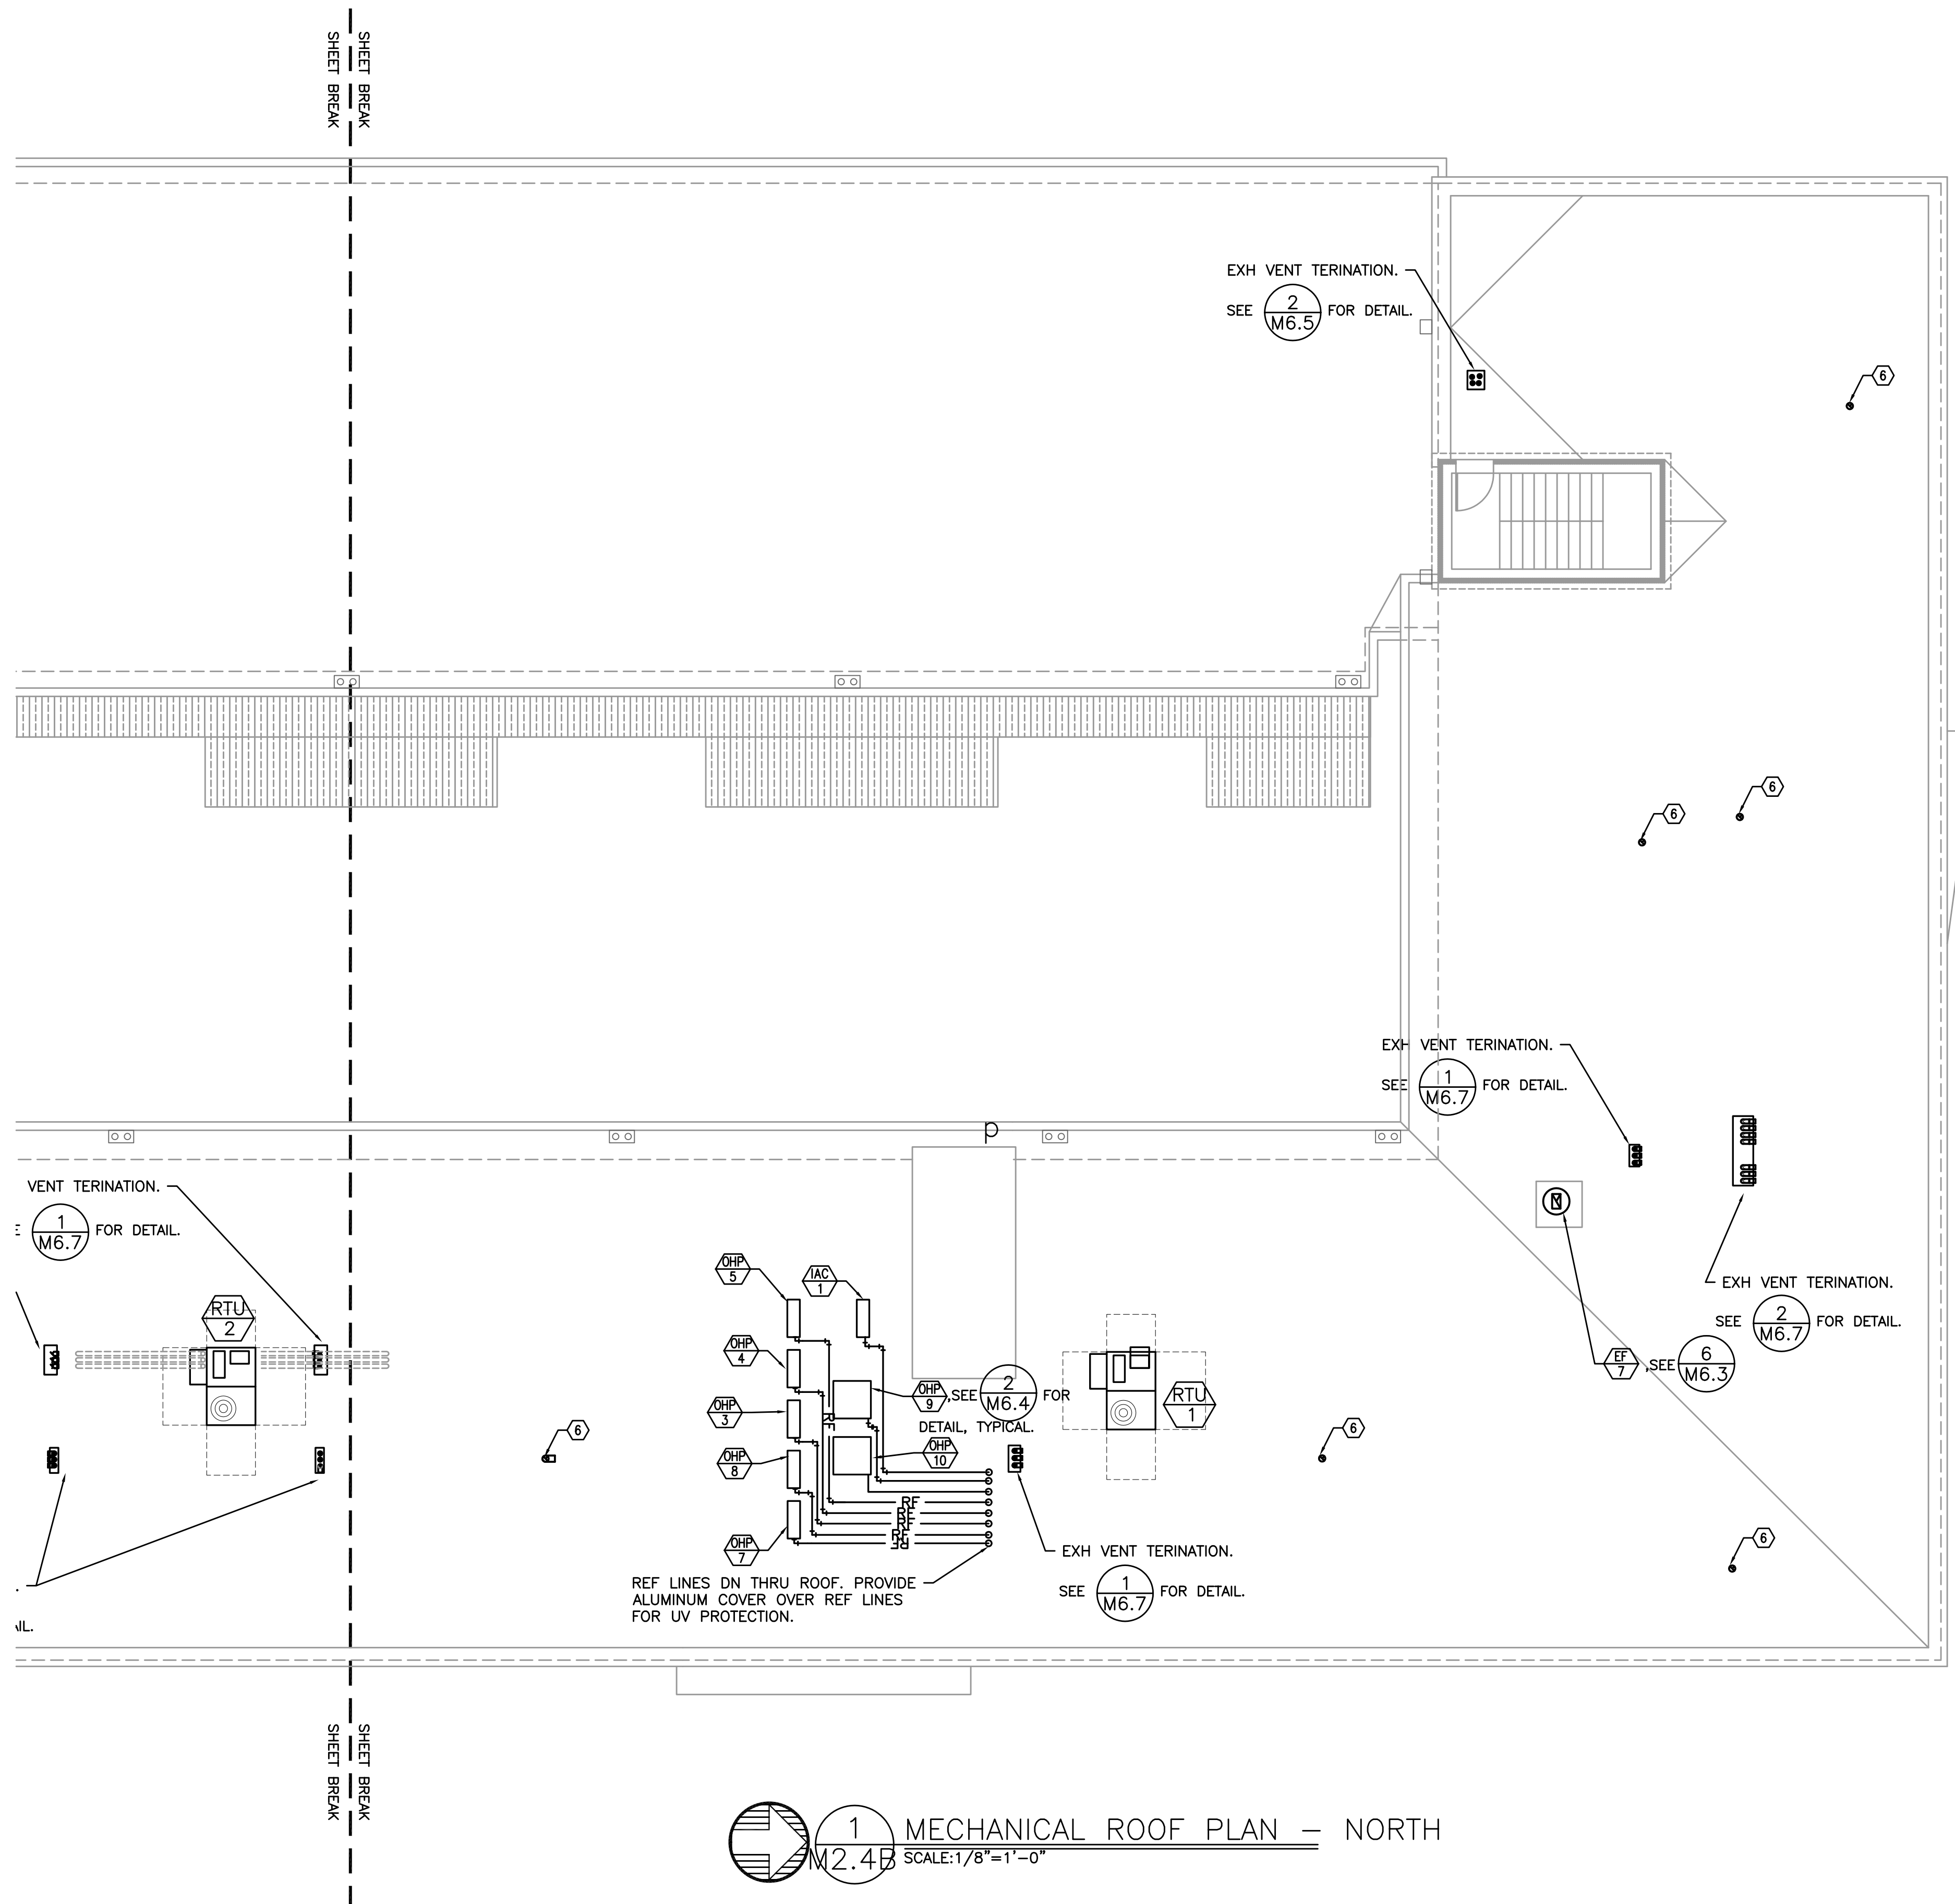 SHEET BREAK
SHEET BREAK
EXH VENT TERINATION.
SEE 2 FOR DETAIL.
M6.5
6
6
6
EXH VENT TERINATION.
SEE 1 FOR DETAIL.
M6.7
p
VENT TERINATION.
1 FOR DETAIL.
M6.7
OHP
5
IAC
1
EXH VENT TERINATION.
SEE 2 FOR DETAIL.
M6.7
RTU
2
OHP
4
EF
7
,SEE 6
M6.3
OHP
3
OHP
9
,SEE 2 FOR
M6.4
DETAIL, TYPICAL.
RTU
1
RF
6
6
OHP
8
OHP
10
RF
RF
RF
RF
RF
OHP
7
6
EXH VENT TERINATION.
SEE 1 FOR DETAIL.
M6.7
REF LINES DN THRU ROOF. PROVIDE
ALUMINUM COVER OVER REF LINES
FOR UV PROTECTION.
SHEET BREAK
SHEET BREAK
1
M2.4B
MECHANICAL ROOF PLAN – NORTH
SCALE:1/8"=1'-0"